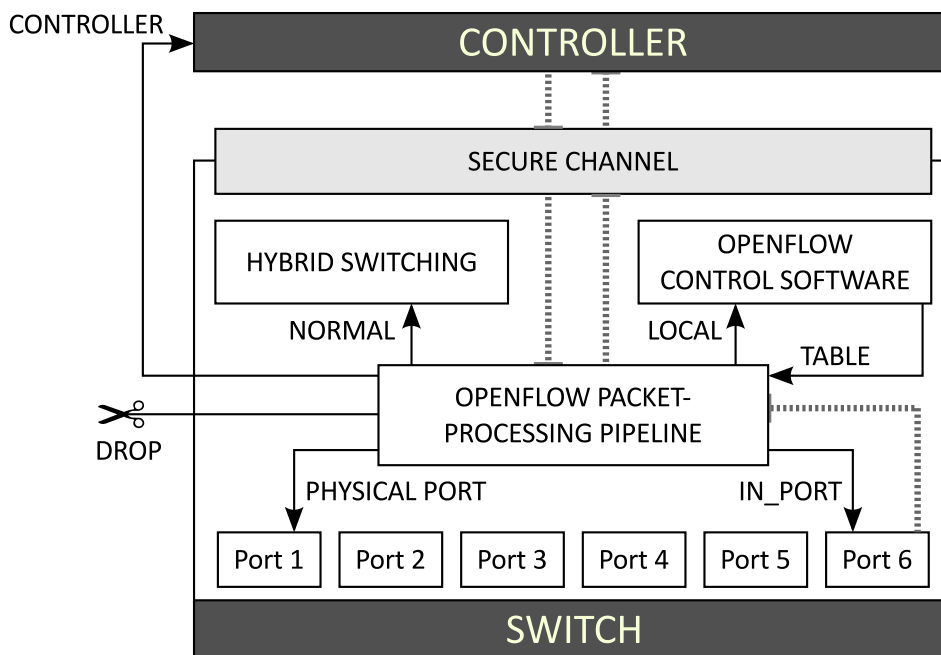 CONTROLLER
CONTROLLER
SECURE CHANNEL
HYBRID SWITCHING
OPENFLOW
CONTROL SOFTWARE
NORMAL
LOCAL
TABLE
OPENFLOW PACKET-
PROCESSING PIPELINE
DROP
PHYSICAL PORT
IN_PORT
Port 1
Port 2
Port 3
Port 4
Port 5
Port 6
SWITCH